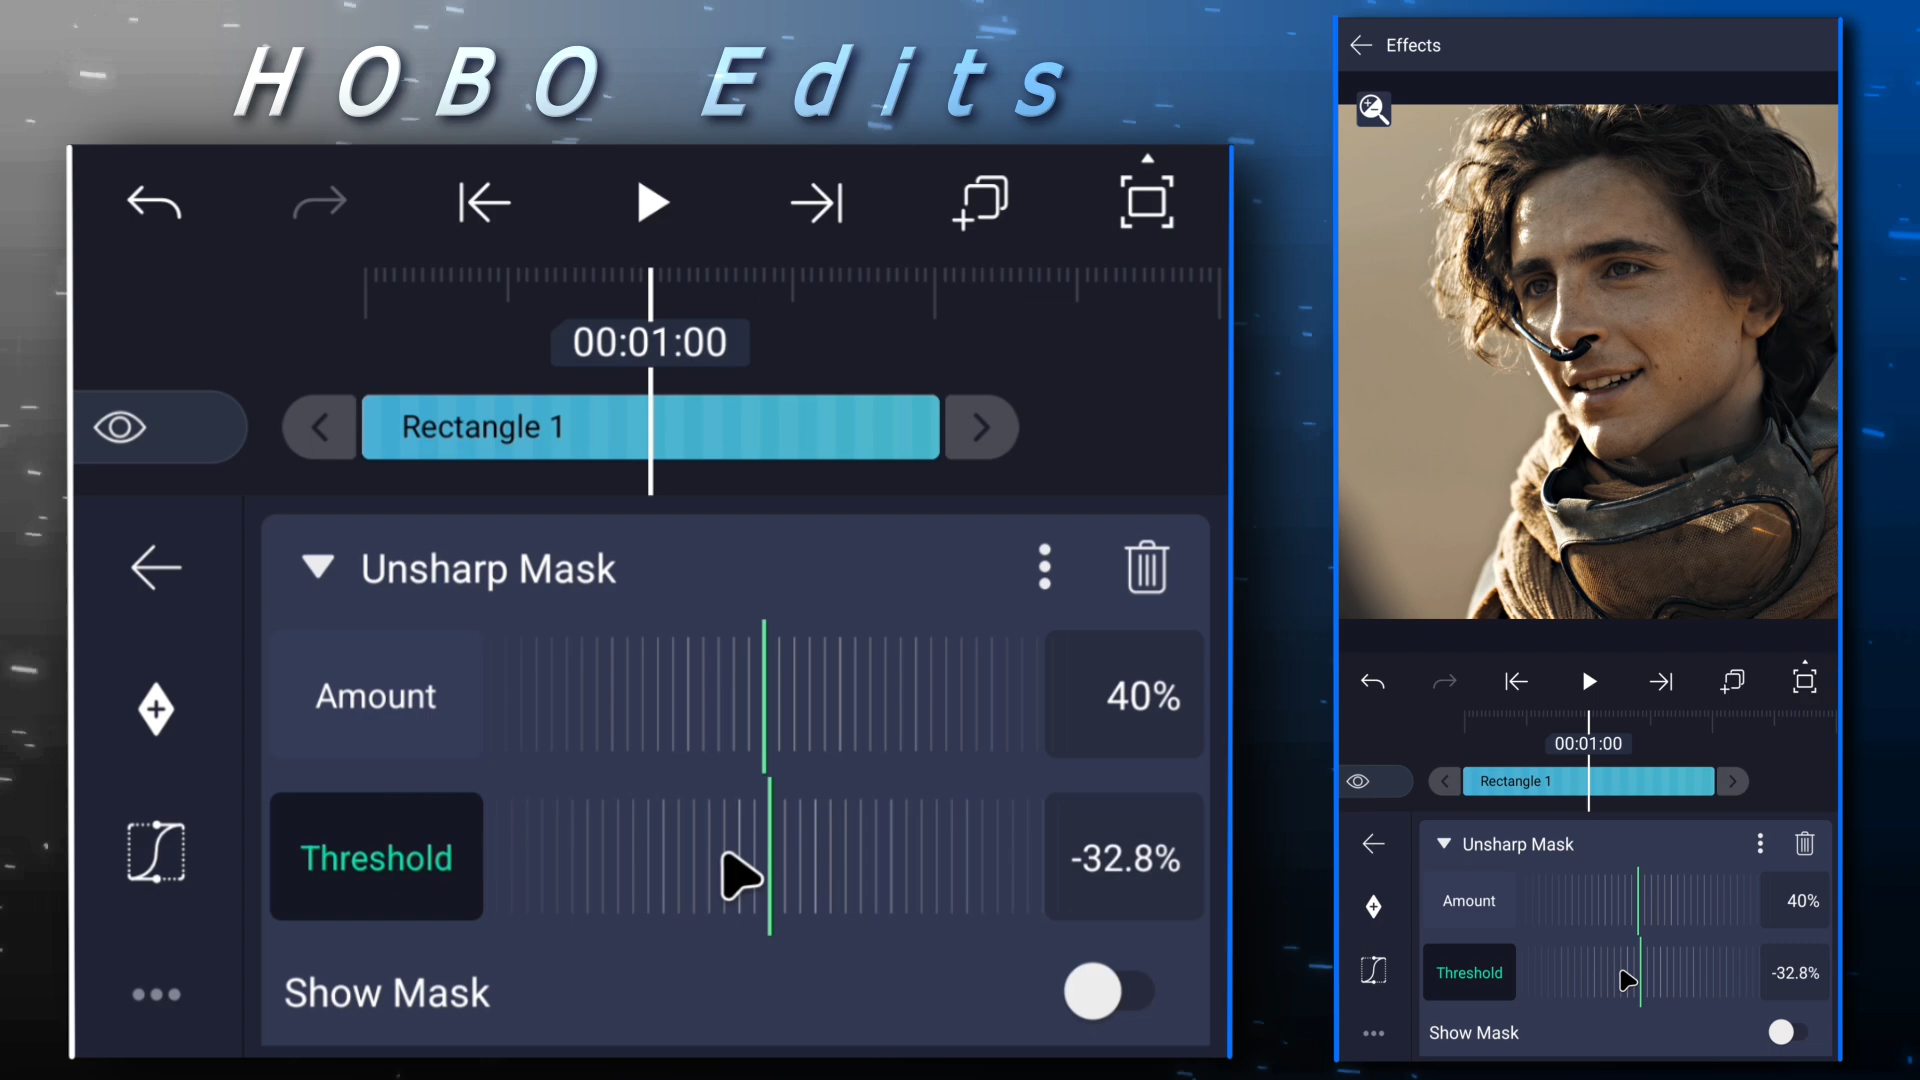 HOBO Edits
00:01:00
Rectangle 1
Unsharp Mask
Amount
40%
Threshold
-32.8%
Show Mask
Effects
00:01:00
Rectangle 1
Unsharp Mask
Amount
40%
Threshold
-32.8%
Show Mask